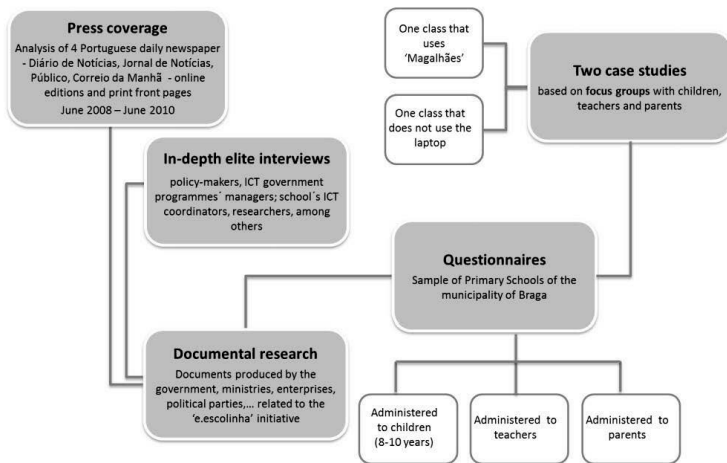 Press coverage
Analysis of 4 Portuguese daily newspaper
- Diário de Notícias, Jornal de Notícias,
Público, Correio da Manhã - online
editions and print front pages
June 2008 – June 2010
One class that
uses
‘Magalhães’
One class that
does not use the
laptop
Two case studies
based on focus groups with children,
teachers and parents
In-depth elite interviews
policy-makers, ICT government
programmes´ managers; school´s ICT
coordinators, researchers, among
others
Questionnaires
Sample of Primary Schools of the
municipality of Braga
Documental research
Documents produced by the
government, ministries, enterprises,
political parties,... related to the
‘e.escolinha’ initiative
Administered
to children
(8-10 years)
Administered to
teachers
Administered to
parents